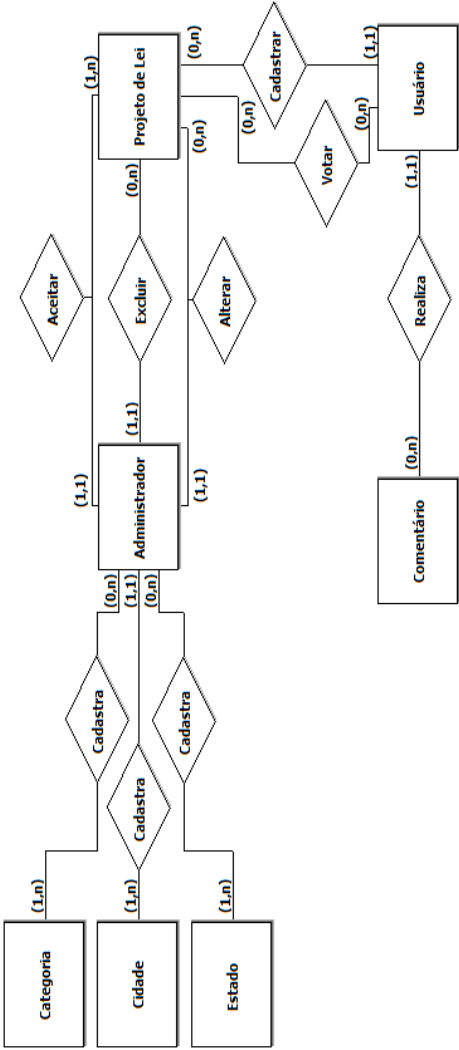 Categoria
(1,n)
Aceitar
(1,1)
(1,n)
Cadastra
(0,n)
Cidade
(1,n)
Cadastra
(1,1)
Administrador
(1,1)
Excluir
(0,n)
Projeto de Lei
(0,n)
Cadastra
(1,1)
(0,n)
(0,n)
Estado
(1,n)
Alterar
(0,n)
Cadastrar
Votar
(0,n)
(1,1)
Comentário
(0,n)
Realiza
(1,1)
Usuário